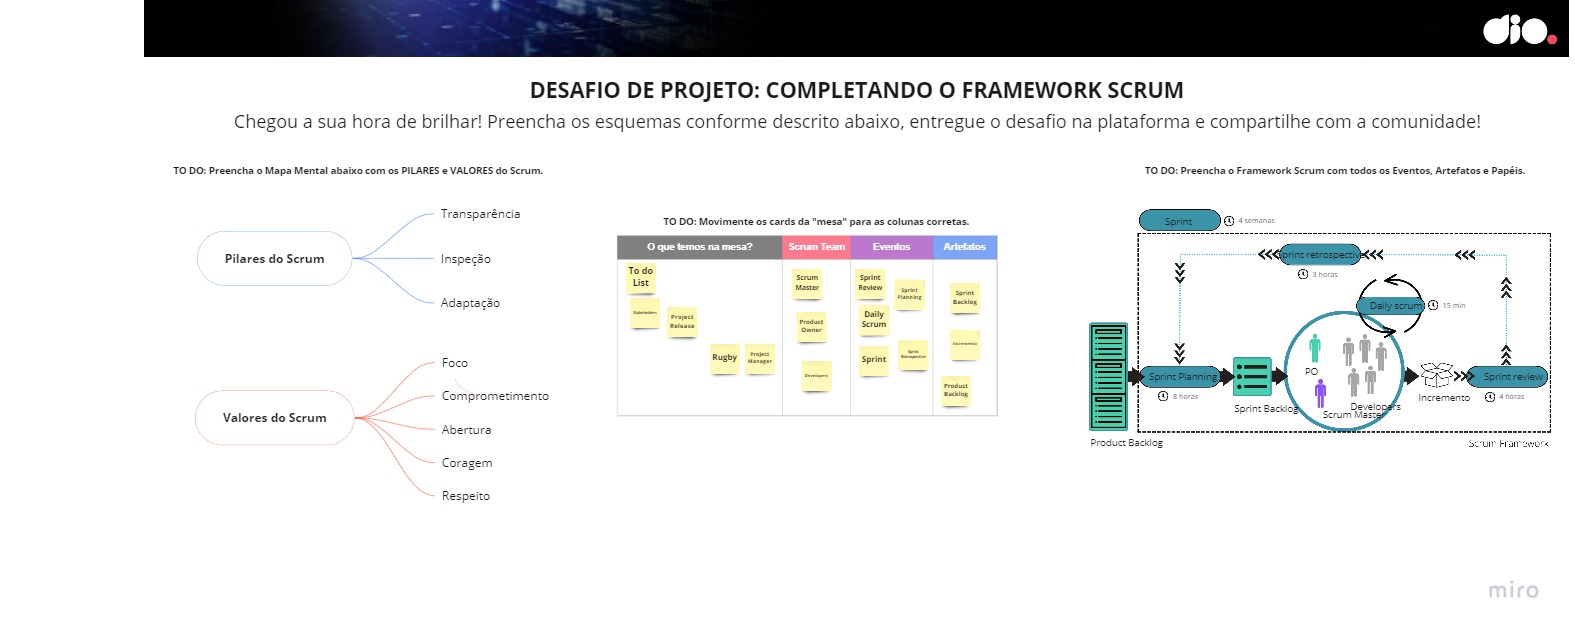 dio.
DESAFIO DE PROJETO: COMPLETANDO O FRAMEWORK SCRUM
Chegou a sua hora de brilhar! Preencha os esquemas conforme descrito abaixo, entregue o desafio na plataforma e compartilhe com a comunidade!
TO DO: Preencha o Mapa Mental abaixo com os PILARES e VALORES do Scrum.
Pilares do Scrum
Transparência
Inspeção
Adaptação
Valores do Scrum
Foco
Comprometimento
Abertura
Coragem
Respeito
TO DO: Movimente os cards da "mesa" para as colunas corretas.
O que temos na mesa?
Scrum Team
Eventos
Artefatos
To do
List
Project
Release
Rugby
Project
Manager
Scrum
Master
Product
Owner
Developers
Sprint
Review
Sprint
Planning
Daily
Scrum
Sprint
Sprint
Retrospective
Sprint
Backlog
Incremento
Product
Backlog
TO DO: Preencha o Framework Scrum com todos os Eventos, Artefatos e Papéis.
Sprint
4 semanas
Sprint retrospective
3 horas
Daily scrum
15 min
PO
Sprint Planning
8 horas
Sprint Backlog
Developers
Scrum Master
Incremento
Sprint review
4 horas
Product Backlog
Scrum Framework
miro